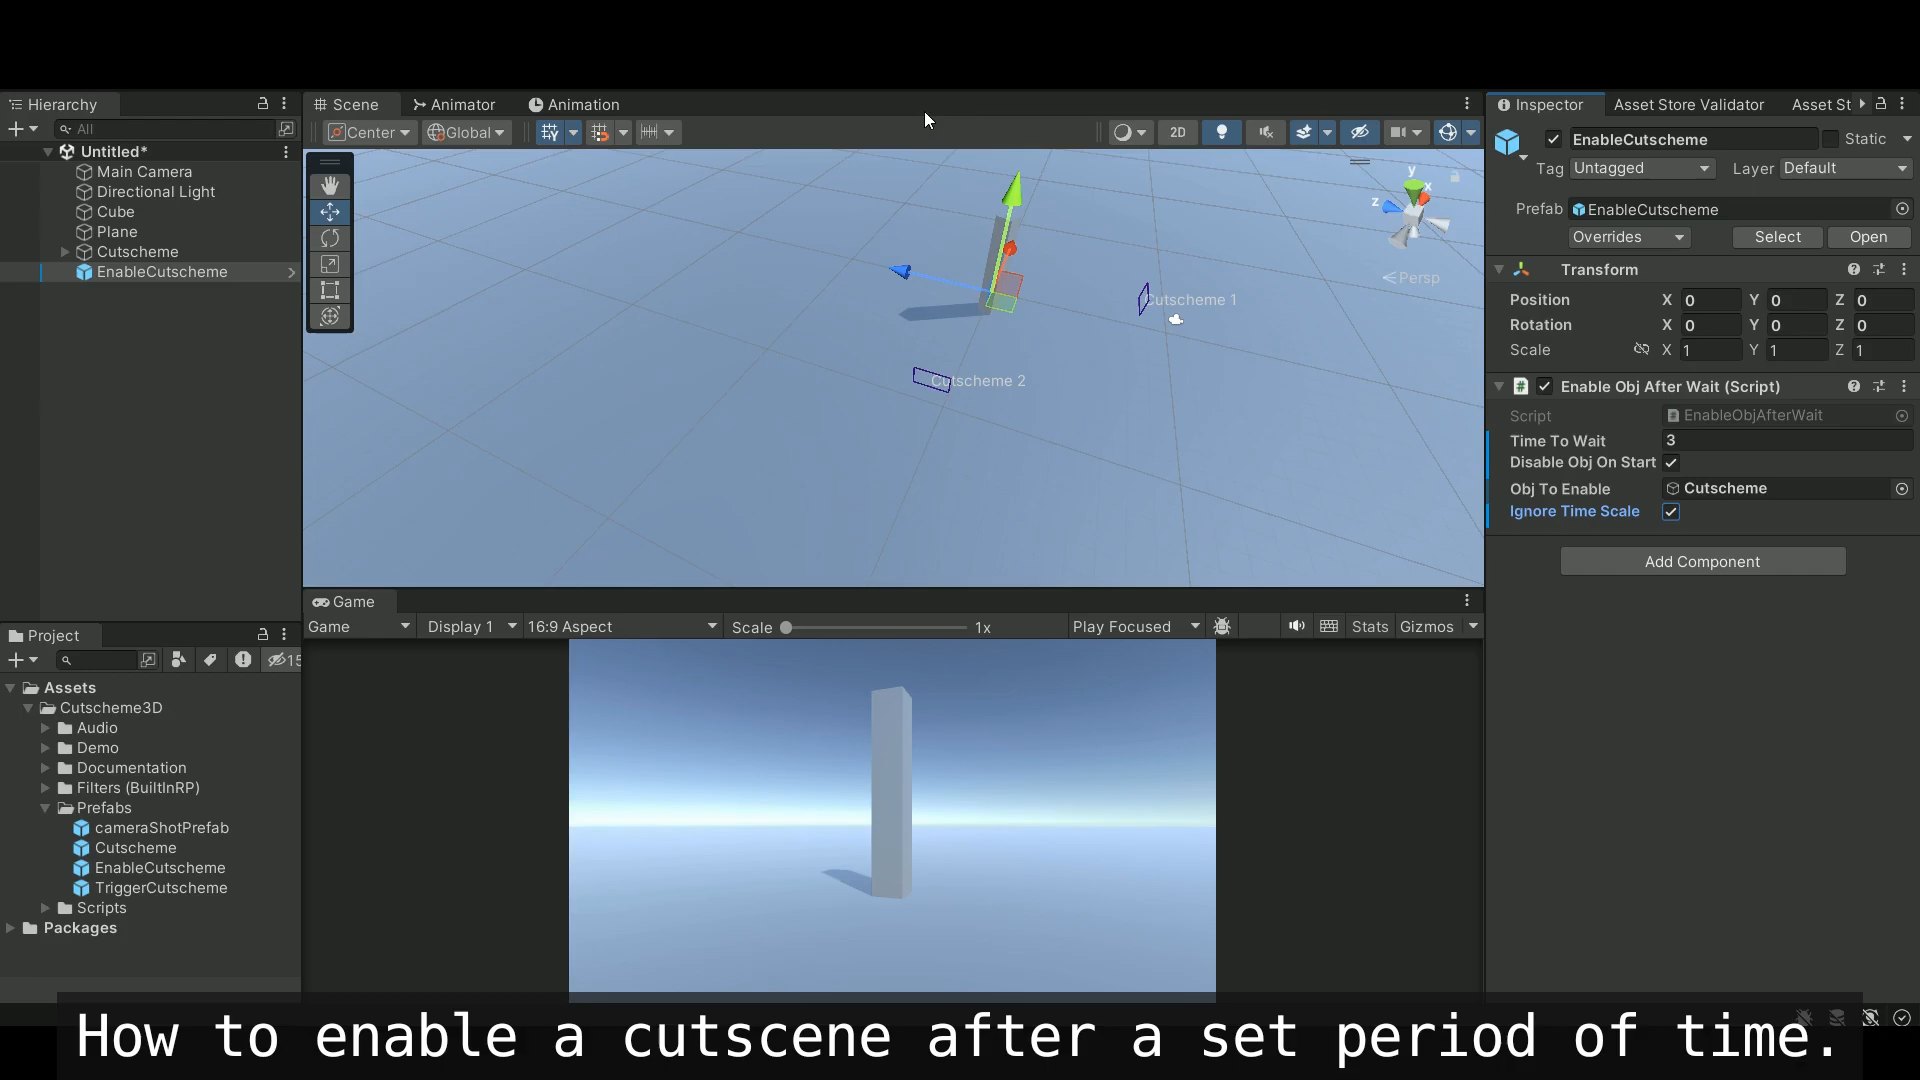 Hierarchy
All
Untitled*
Main Camera
Directional Light
Cube
Plane
Cutscheme
EnableCutscheme
Scene
Animator
Animation
Center
Global
2D
Cutscheme 1
Cutscheme 2
y
x
z
Persp
Game
Game
Display 1
16:9 Aspect
Scale
1x
Play Focused
Stats
Gizmos
Project
15
Assets
Cutscheme3D
Audio
Demo
Documentation
Filters (BuiltInRP)
Prefabs
cameraShotPrefab
Cutscheme
EnableCutscheme
TriggerCutscheme
Scripts
Packages
Inspector Asset Store Validator Asset St
EnableCutscheme Static
Tag Untagged Layer Default
Prefab EnableCutscheme
Overrides Select Open
Transform
Position X 0 Y 0 Z 0
Rotation X 0 Y 0 Z 0
Scale X 1 Y 1 Z 1
# Enable Obj After Wait (Script)
Script EnableObjAfterWait
Time To Wait 3
Disable Obj On Start
Obj To Enable Cutscheme
Ignore Time Scale
Add Component
How to enable a cutscene after a set period of time.